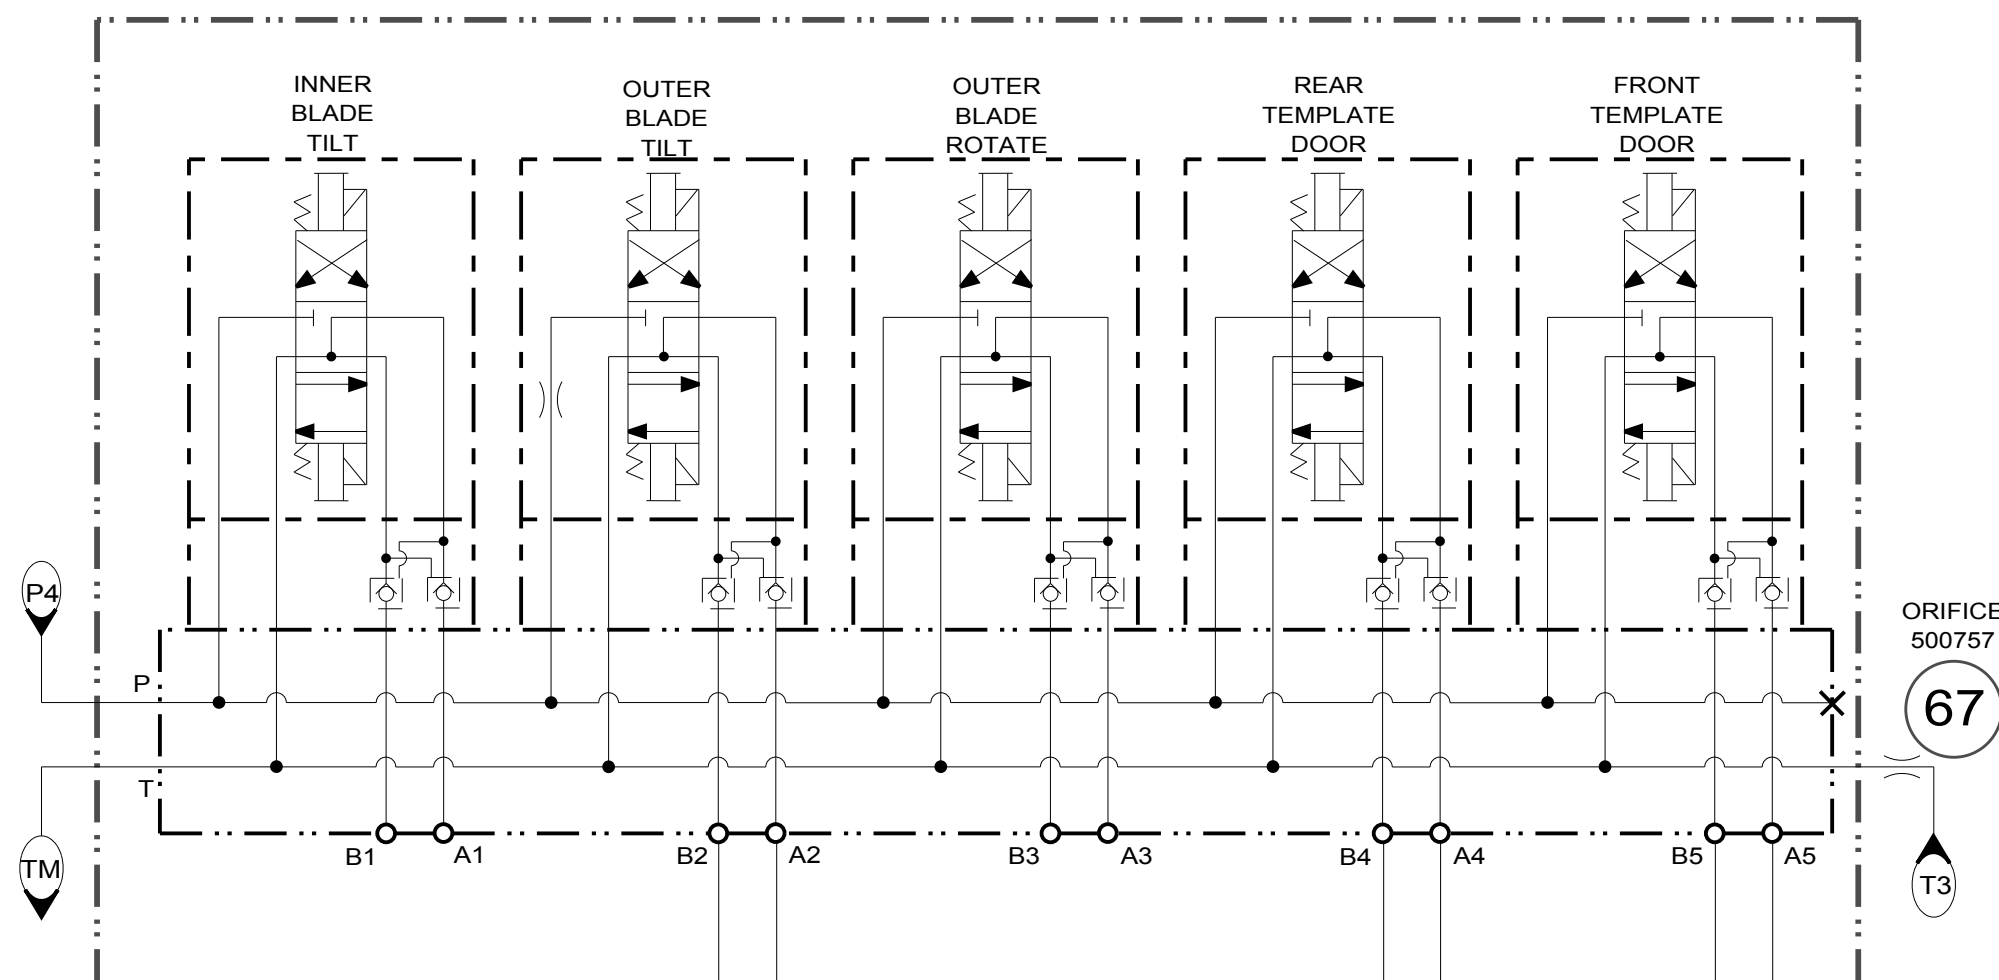 INNER
BLADE
TILT
OUTER
BLADE
TILT
OUTER
BLADE
ROTATE
REAR
TEMPLATE
DOOR
FRONT
TEMPLATE
DOOR
P4
ORIFICE
500757
67
P
T
TM
B1
A1
B2
A2
B3
A3
B4
A4
B5
A5
T3